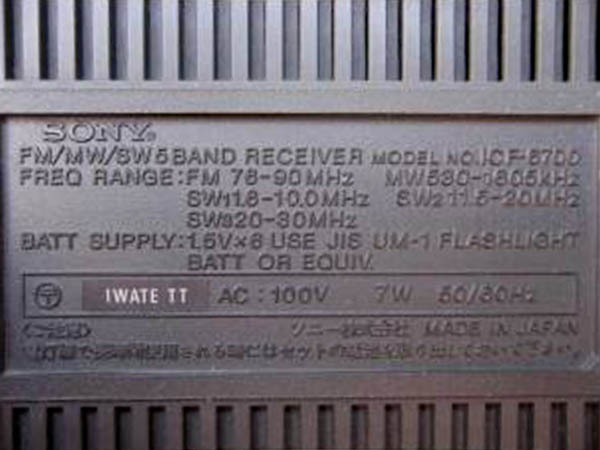 SONY®
FM/MW/SW 5 BAND RECEIVER MODEL NO. ICF-6700
FREQ RANGE:FM 76-90MHz MW530-1605kHz
SW1 1.6-10.0MHz SW2 11.5-20MHz
SW3 20-30MHz
BATT SUPPLY:1.5V×6 USE JIS UM-1 FLASHLIGHT
BATT OR EQUIV.
IWATE TT AC:100V 7W 50/60Hz
ソニー株式会社 MADE IN JAPAN